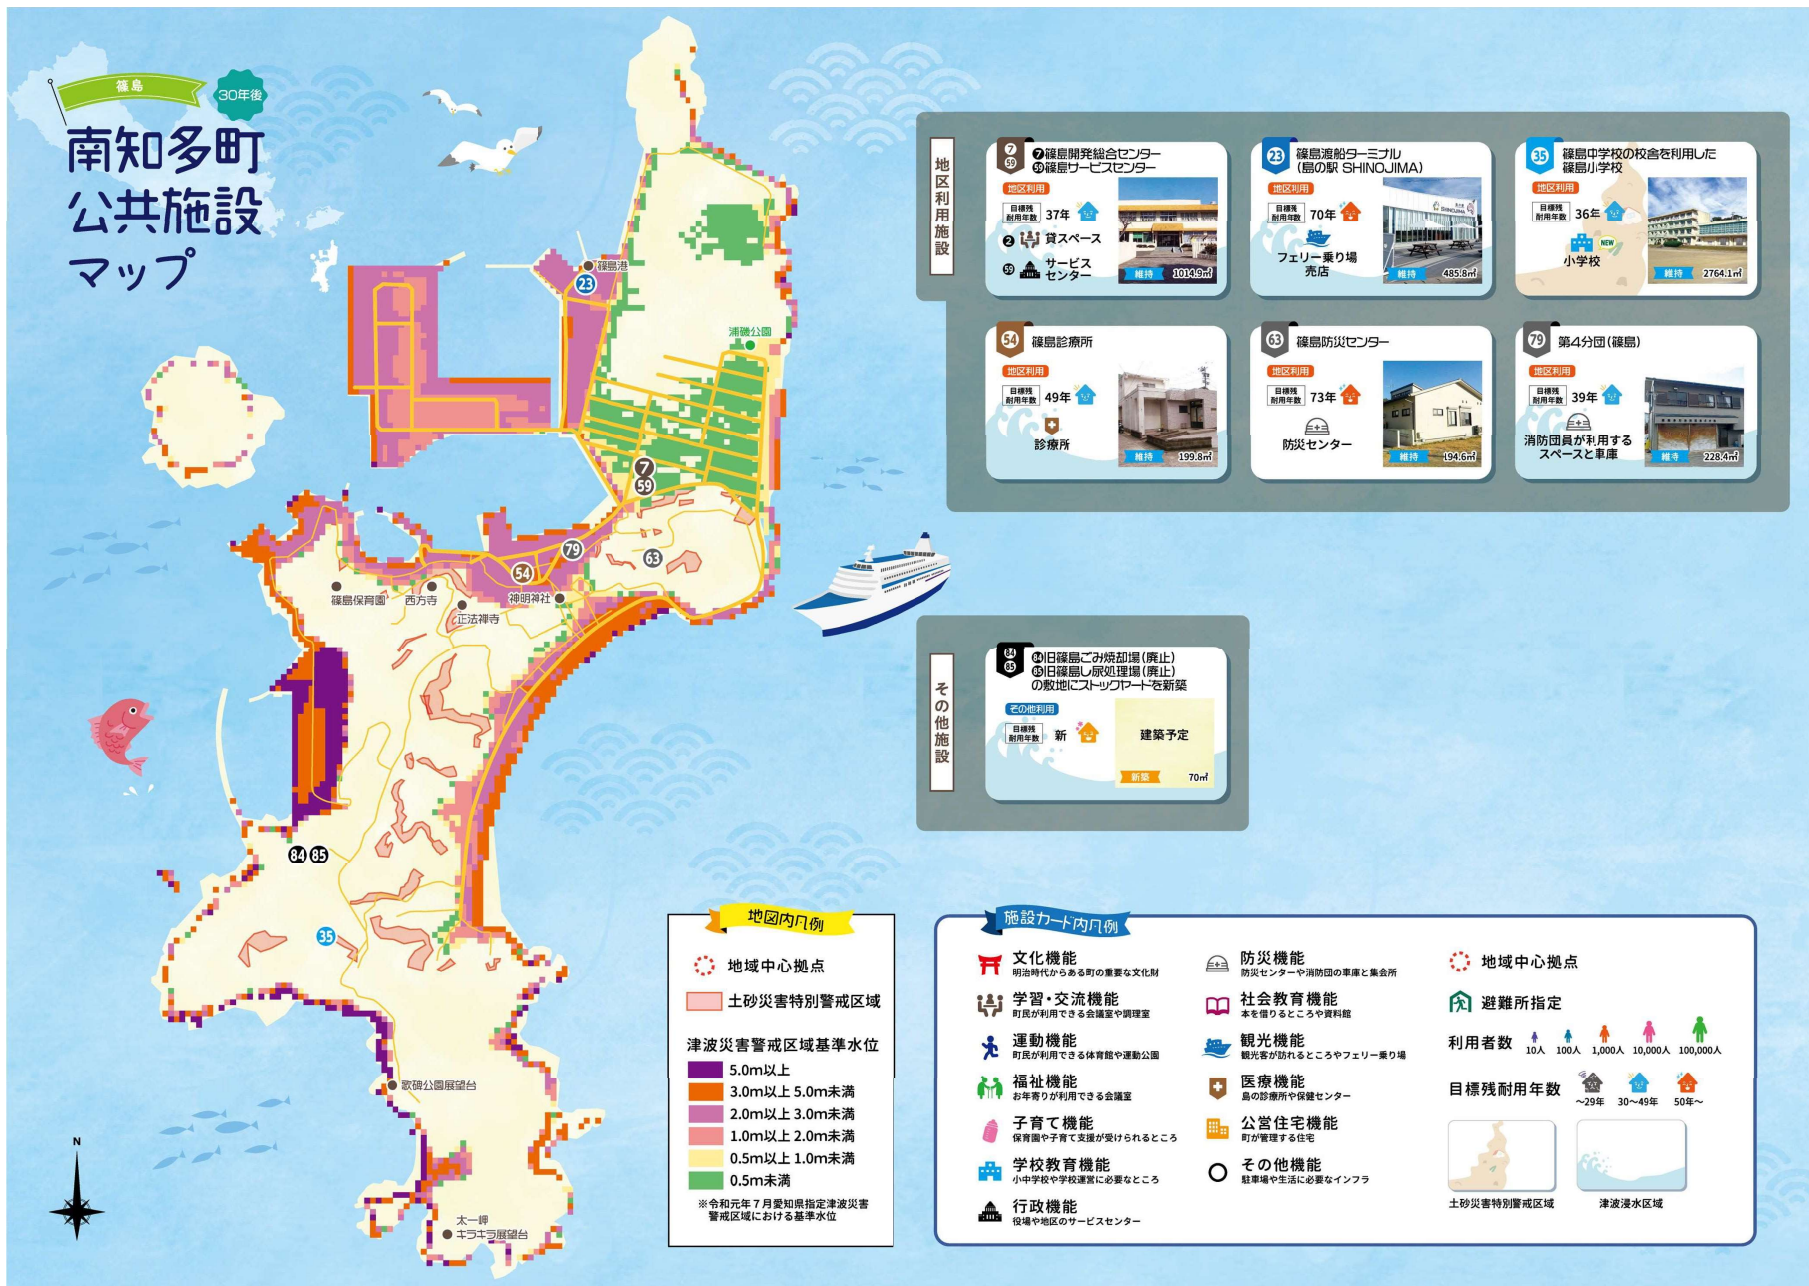 篠島
30年後
南知多町
公共施設
マップ
篠島港
23
浦磯公園
7
59
79
63
54
篠島保育園
西方寺
正法禅寺
神明神社
84 85
35
歌碑公園展望台
太一岬
キラキラ展望台
N
地区利用施設
7
59
❼篠島開発総合センター
59篠島サービスセンター
地区利用
目標残
耐用年数
37年
2 貸スペース
59 サービス
センター
維持
1014.9㎡
23
篠島渡船ターミナル
(島の駅 SHINOJIMA)
地区利用
目標残
耐用年数
70年
フェリー乗り場
売店
SHINOJIMA
維持
485.8㎡
35
篠島中学校の校舎を利用した
篠島小学校
地区利用
目標残
耐用年数
36年
NEW
小学校
維持
2764.1㎡
54
篠島診療所
地区利用
目標残
耐用年数
49年
診療所
維持
199.8㎡
63
篠島防災センター
地区利用
目標残
耐用年数
73年
防災センター
維持
194.6㎡
79
第4分団(篠島)
地区利用
目標残
耐用年数
39年
消防団員が利用する
スペースと車庫
維持
228.4㎡
その他施設
84
85
84旧篠島ごみ焼却場(廃止)
85旧篠島し尿処理場(廃止)
の敷地にストックヤードを新築
その他利用
目標残
耐用年数
新
建築予定
新築
70㎡
地図内凡例
地域中心拠点
土砂災害特別警戒区域
津波災害警戒区域基準水位
5.0m以上
3.0m以上 5.0m未満
2.0m以上 3.0m未満
1.0m以上 2.0m未満
0.5m以上 1.0m未満
0.5m未満
※令和元年7月愛知県指定津波災害
警戒区域における基準水位
施設カード内凡例
文化機能
明治時代からある町の重要な文化財
学習・交流機能
町民が利用できる会議室や調理室
運動機能
町民が利用できる体育館や運動公園
福祉機能
お年寄りが利用できる会議室
子育て機能
保育園や子育て支援が受けられるところ
学校教育機能
小中学校や学校運営に必要なところ
行政機能
役場や地区のサービスセンター
防災機能
防災センターや消防団の車庫と集会所
社会教育機能
本を借りるところや資料館
観光機能
観光客が訪れるところやフェリー乗り場
医療機能
島の診療所や保健センター
公営住宅機能
町が管理する住宅
その他機能
駐車場や生活に必要なインフラ
地域中心拠点
避難所指定
利用者数
10人 100人 1,000人 10,000人 100,000人
目標残耐用年数
～29年 30～49年 50年～
土砂災害特別警戒区域
津波浸水区域